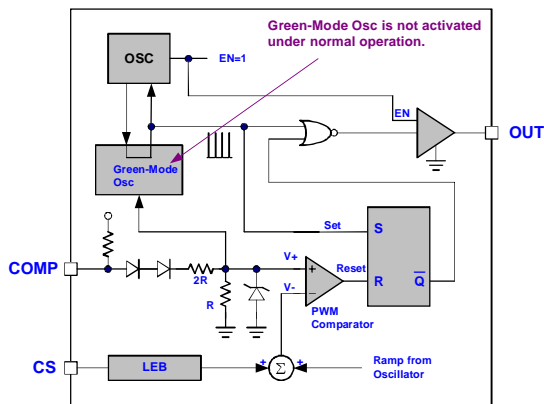 Green-Mode Osc is not activated
under normal operation.
OSC
EN=1
EN
OUT
Green-Mode
Osc
Set
S
COMP
2R
R
V+
V-
Reset
R
Q
PWM
Comparator
CS
LEB
Σ
Ramp from
Oscillator
+
+
+
−